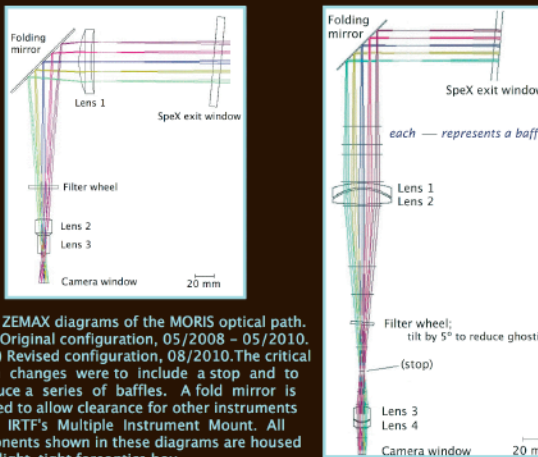 Folding
mirror
Lens 1
SpeX exit window
Filter wheel
Lens 2
Lens 3
Camera window
20 mm
Folding
mirror
SpeX exit window
each — represents a
Lens 1
Lens 2
Filter wheel;
tilt by 5° to reduce
(stop)
Lens 3
Lens 4
Camera window
20
ZEMAX diagrams of the MORIS optical path.
Original configuration, 05/2008 – 05/2010.
) Revised configuration, 08/2010.The critical
changes were to include a stop and to
a series of baffles. A fold mirror is
to allow clearance for other instruments
IRTF's Multiple Instrument Mount. All
shown in these diagrams are housed